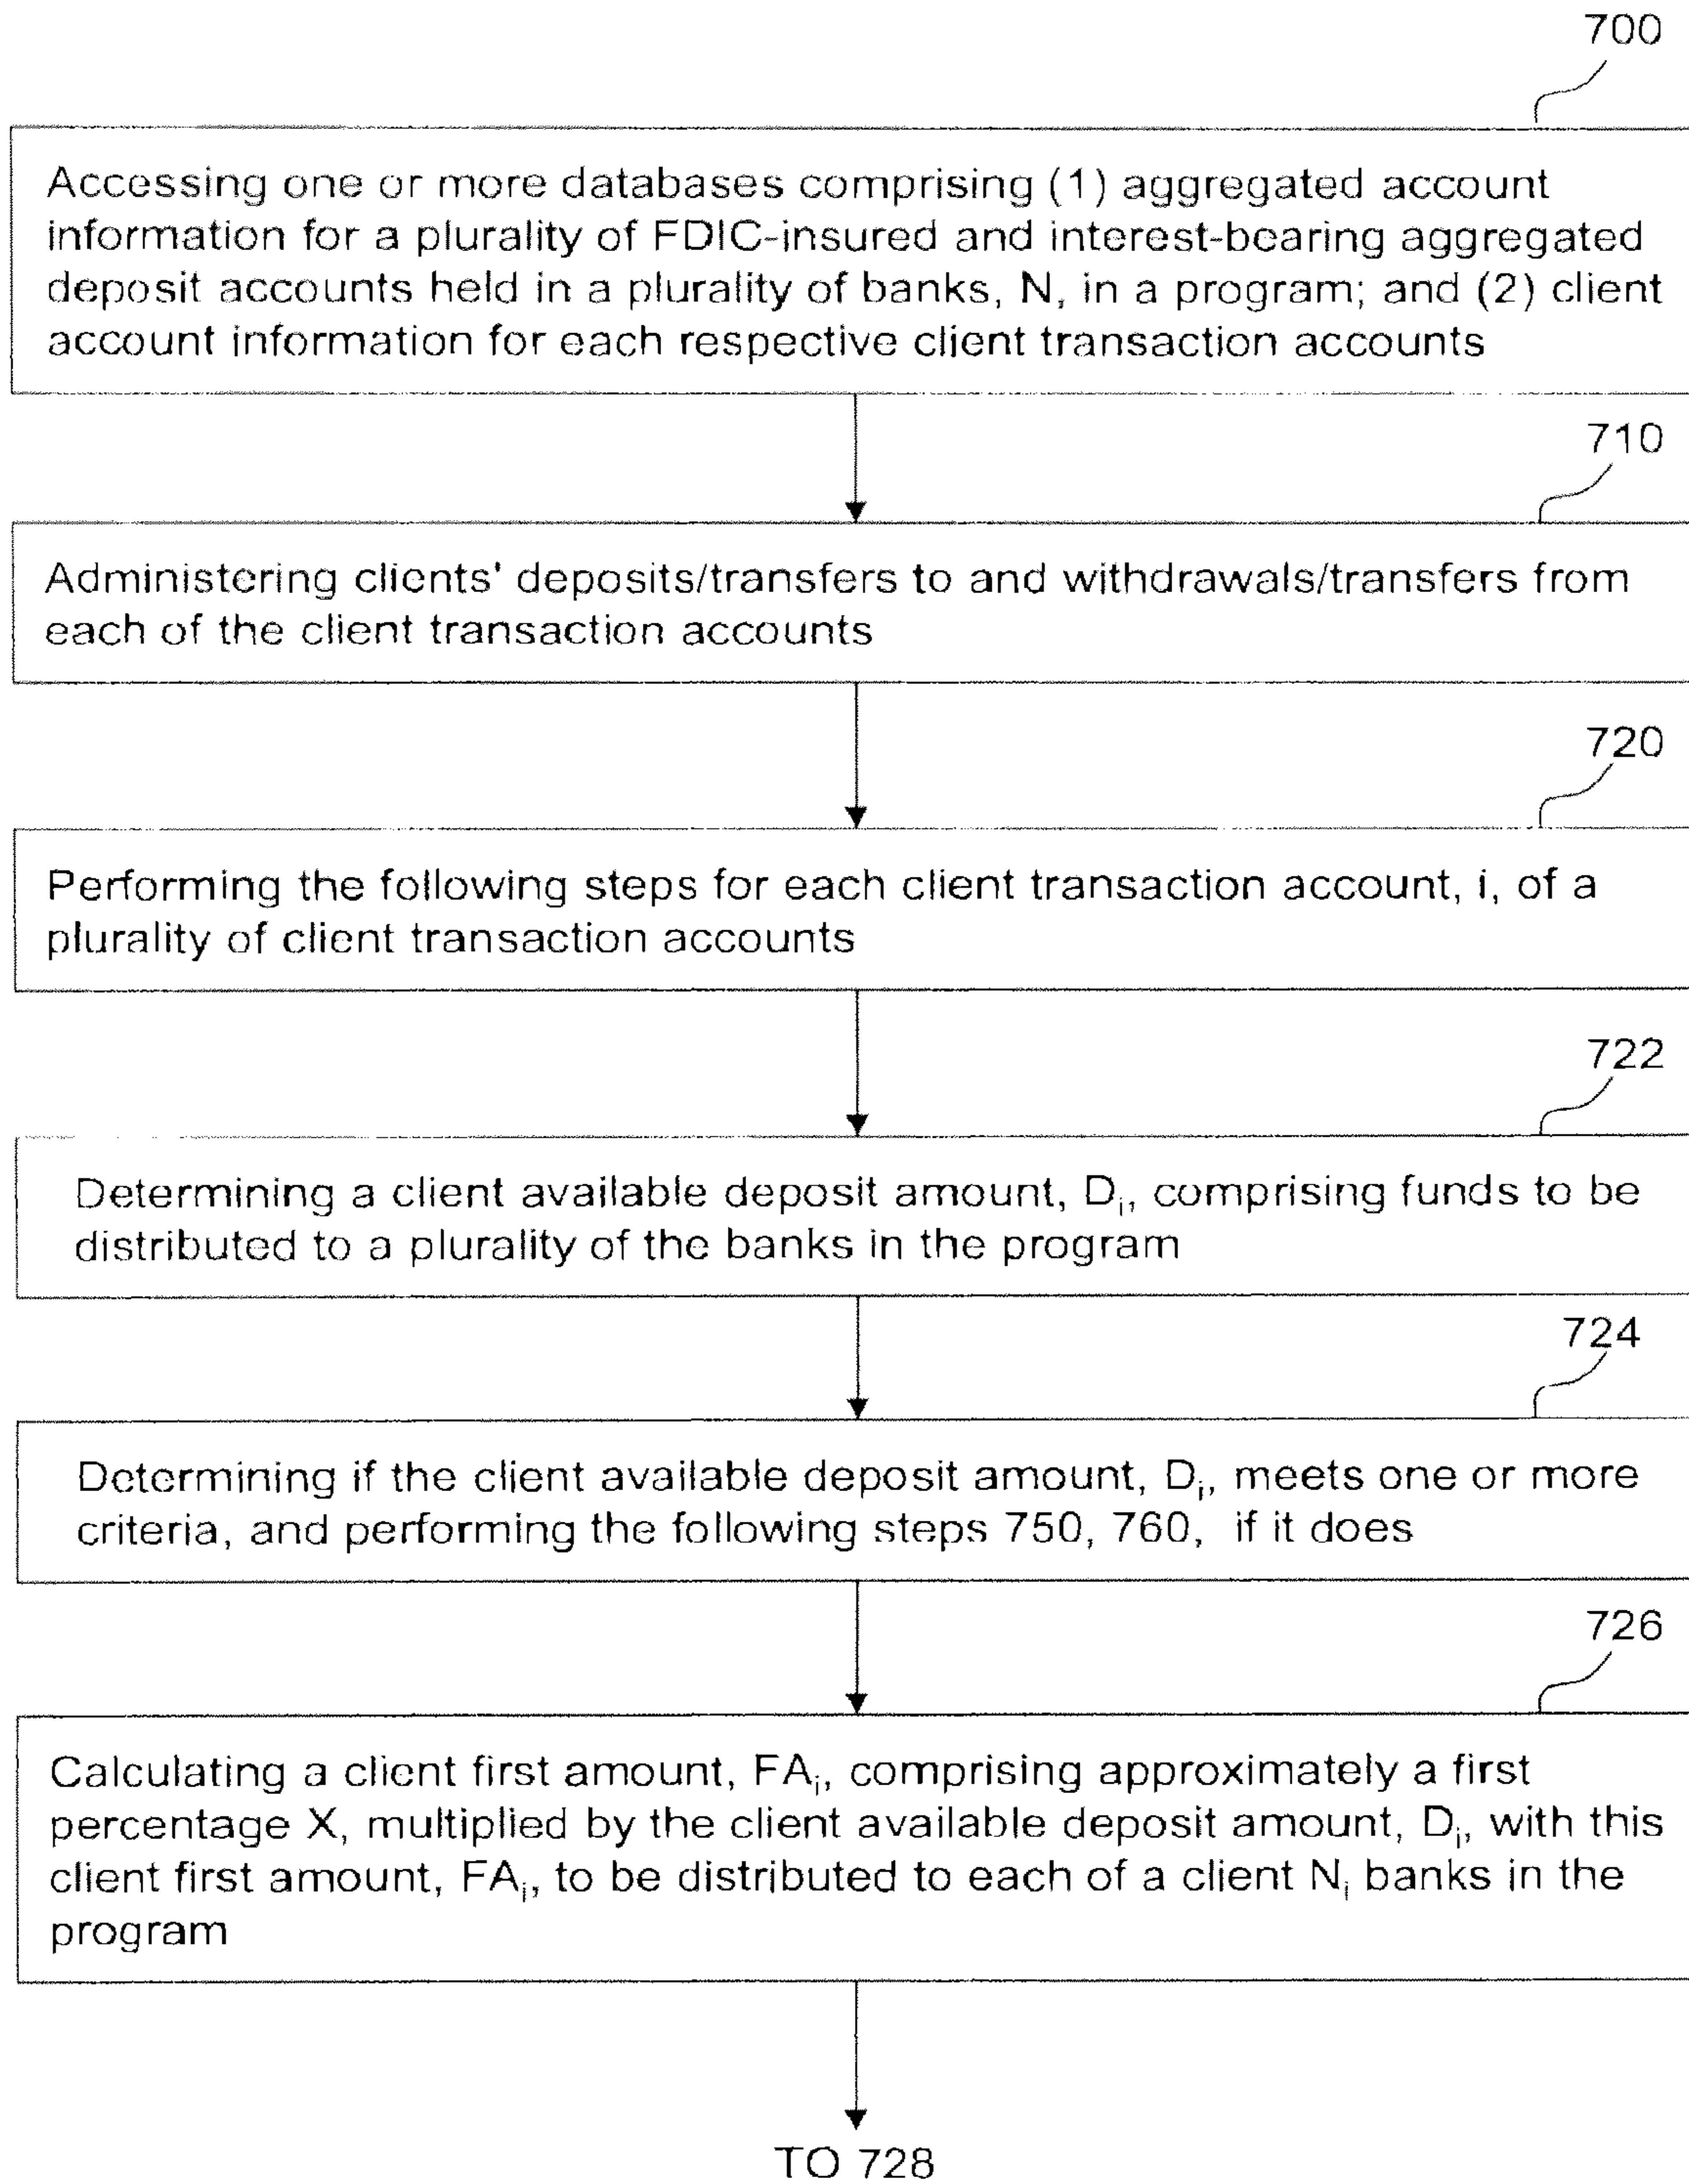 700
Accessing one or more databases comprising (1) aggregated account
information for a plurality of FDIC-insured and interest-bearing aggregated
deposit accounts held in a plurality of banks, N, in a program; and (2) client
account information for each respective client transaction accounts
710
Administering clients' deposits/transfers to and withdrawals/transfers from
each of the client transaction accounts
720
Performing the following steps for each client transaction account, i, of a
plurality of client transaction accounts
722
Determining a client available deposit amount, Di, comprising funds to be
distributed to a plurality of the banks in the program
724
Determining if the client available deposit amount, Di, meets one or more
criteria, and performing the following steps 750, 760, if it does
726
Calculating a client first amount, FAi, comprising approximately a first
percentage X, multiplied by the client available deposit amount, Di, with this
client first amount, FAi, to be distributed to each of a client Ni banks in the
program
TO 728